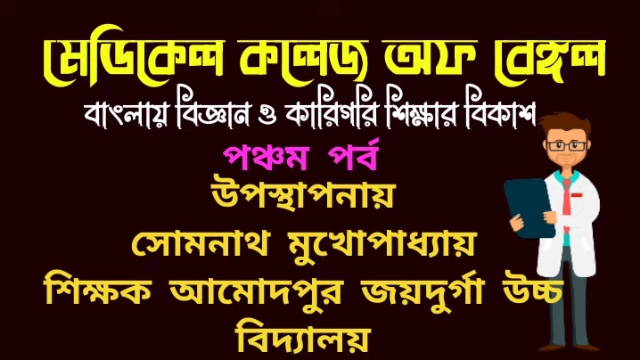 মেডিকেল কলেজ অফ বেঙ্গল
বাংলায় বিজ্ঞান ও কারিগরি শিক্ষার বিকাশ
পঞ্চম পর্ব
উপস্থাপনায়
সোমনাথ মুখোপাধ্যায়
শিক্ষক আমোদপুর জয়দুর্গা উচ্চ
বিদ্যালয়